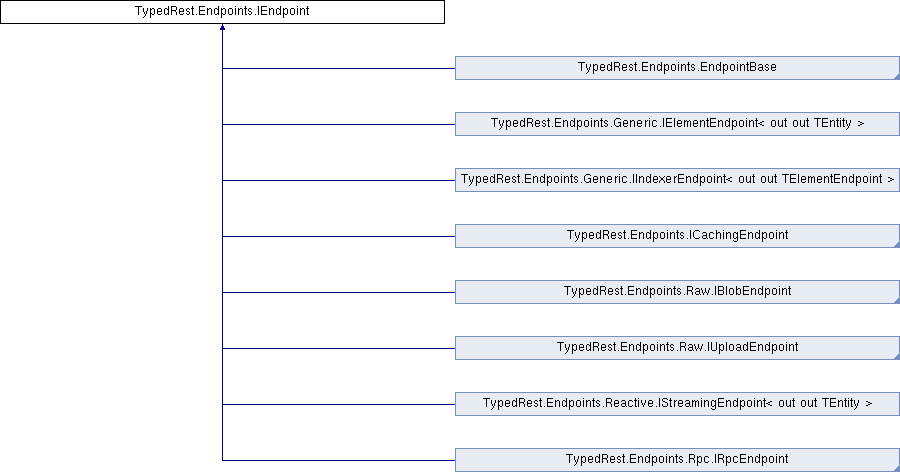 TypedRest.Endpoints.IEndpoint
TypedRest.Endpoints.EndpointBase
TypedRest.Endpoints.Generic.IElementEndpoint< out out TEntity >
TypedRest.Endpoints.Generic.IIndexerEndpoint< out out TElementEndpoint >
TypedRest.Endpoints.ICachingEndpoint
TypedRest.Endpoints.Raw.IBlobEndpoint
TypedRest.Endpoints.Raw.IUploadEndpoint
TypedRest.Endpoints.Reactive.IStreamingEndpoint< out out TEntity >
TypedRest.Endpoints.Rpc.IRpcEndpoint